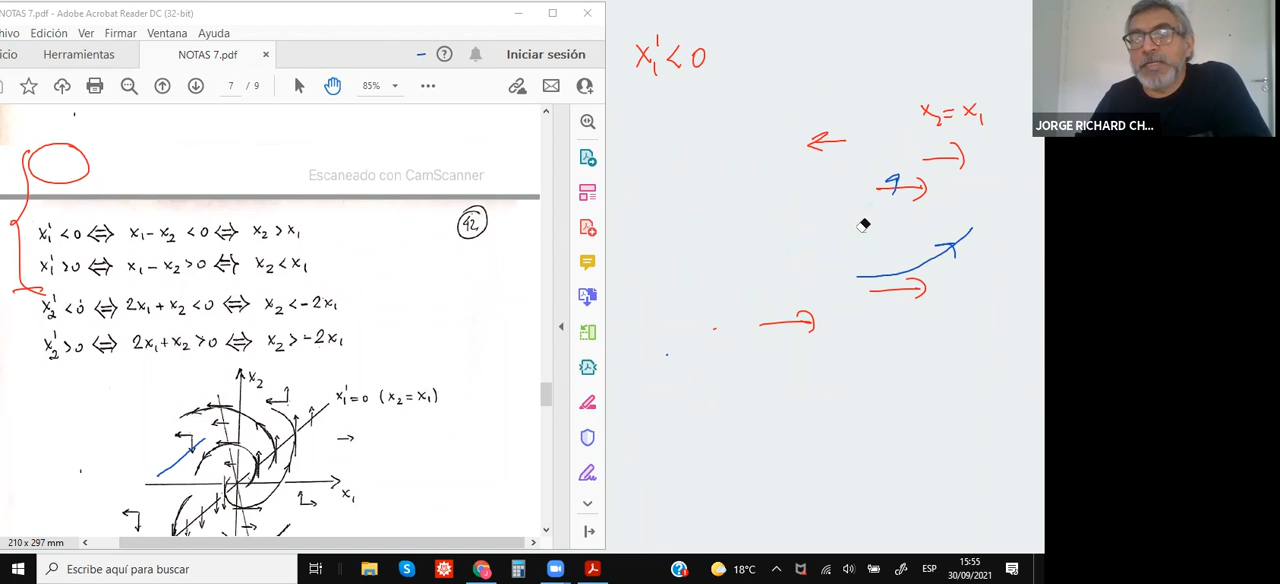 NOTAS 7.pdf - Adobe Acrobat Reader DC (32-bit)
hivo Edición Ver Firmar Ventana Ayuda
icio Herramientas NOTAS 7.pdf × ? Iniciar sesión
7 / 9 85%
Escaneado con CamScanner
42
x₁' < 0 ⟺ x₁ - x₂ < 0 ⟺ x₂ > x₁
x₁' > 0 ⟺ x₁ - x₂ > 0 ⟺ x₂ < x₁
x₂' < 0 ⟺ 2x₁ + x₂ < 0 ⟺ x₂ < -2x₁
x₂' > 0 ⟺ 2x₁ + x₂ > 0 ⟺ x₂ > -2x₁
x₂
x₁' = 0 (x₂ = x₁)
x₁
210 x 297 mm
x₁' < 0
x₂ = x₁
JORGE RICHARD CH...
Escribe aquí para buscar
18°C ESP 15:55
30/09/2021